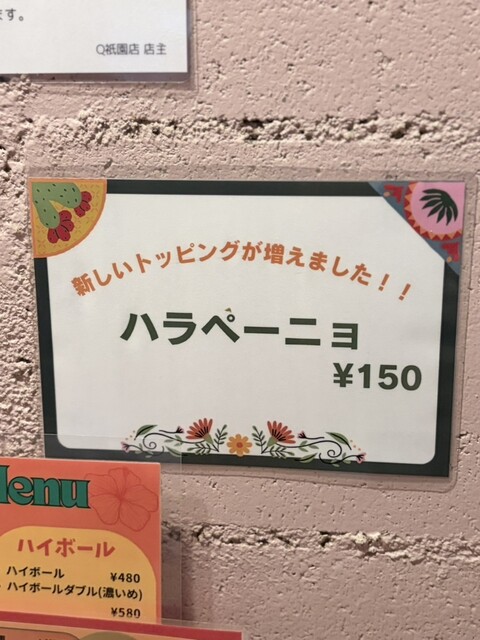 ます。
Q祇園店 店主
新しいトッピングが増えました！！
ハラペーニョ
¥150
Menu
ハイボール
ハイボール ¥480
ハイボールダブル(濃いめ)
¥580